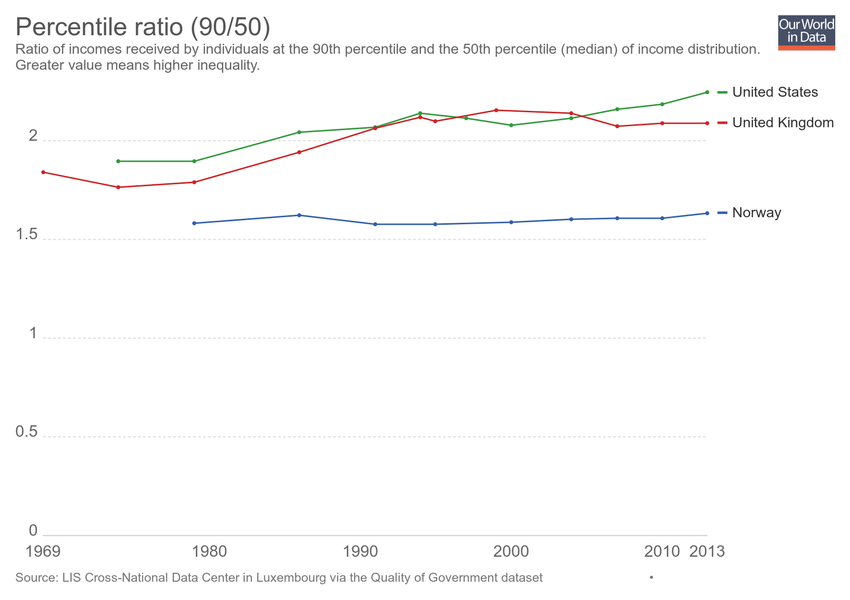 Percentile ratio (90/50)
Our World
in Data
Ratio of incomes received by individuals at the 90th percentile and the 50th percentile (median) of income distribution.
Greater value means higher inequality.
United States
United Kingdom
2
Norway
1.5
1
0.5
0
1969 1980 1990 2000 2010 2013
Source: LIS Cross-National Data Center in Luxembourg via the Quality of Government dataset •